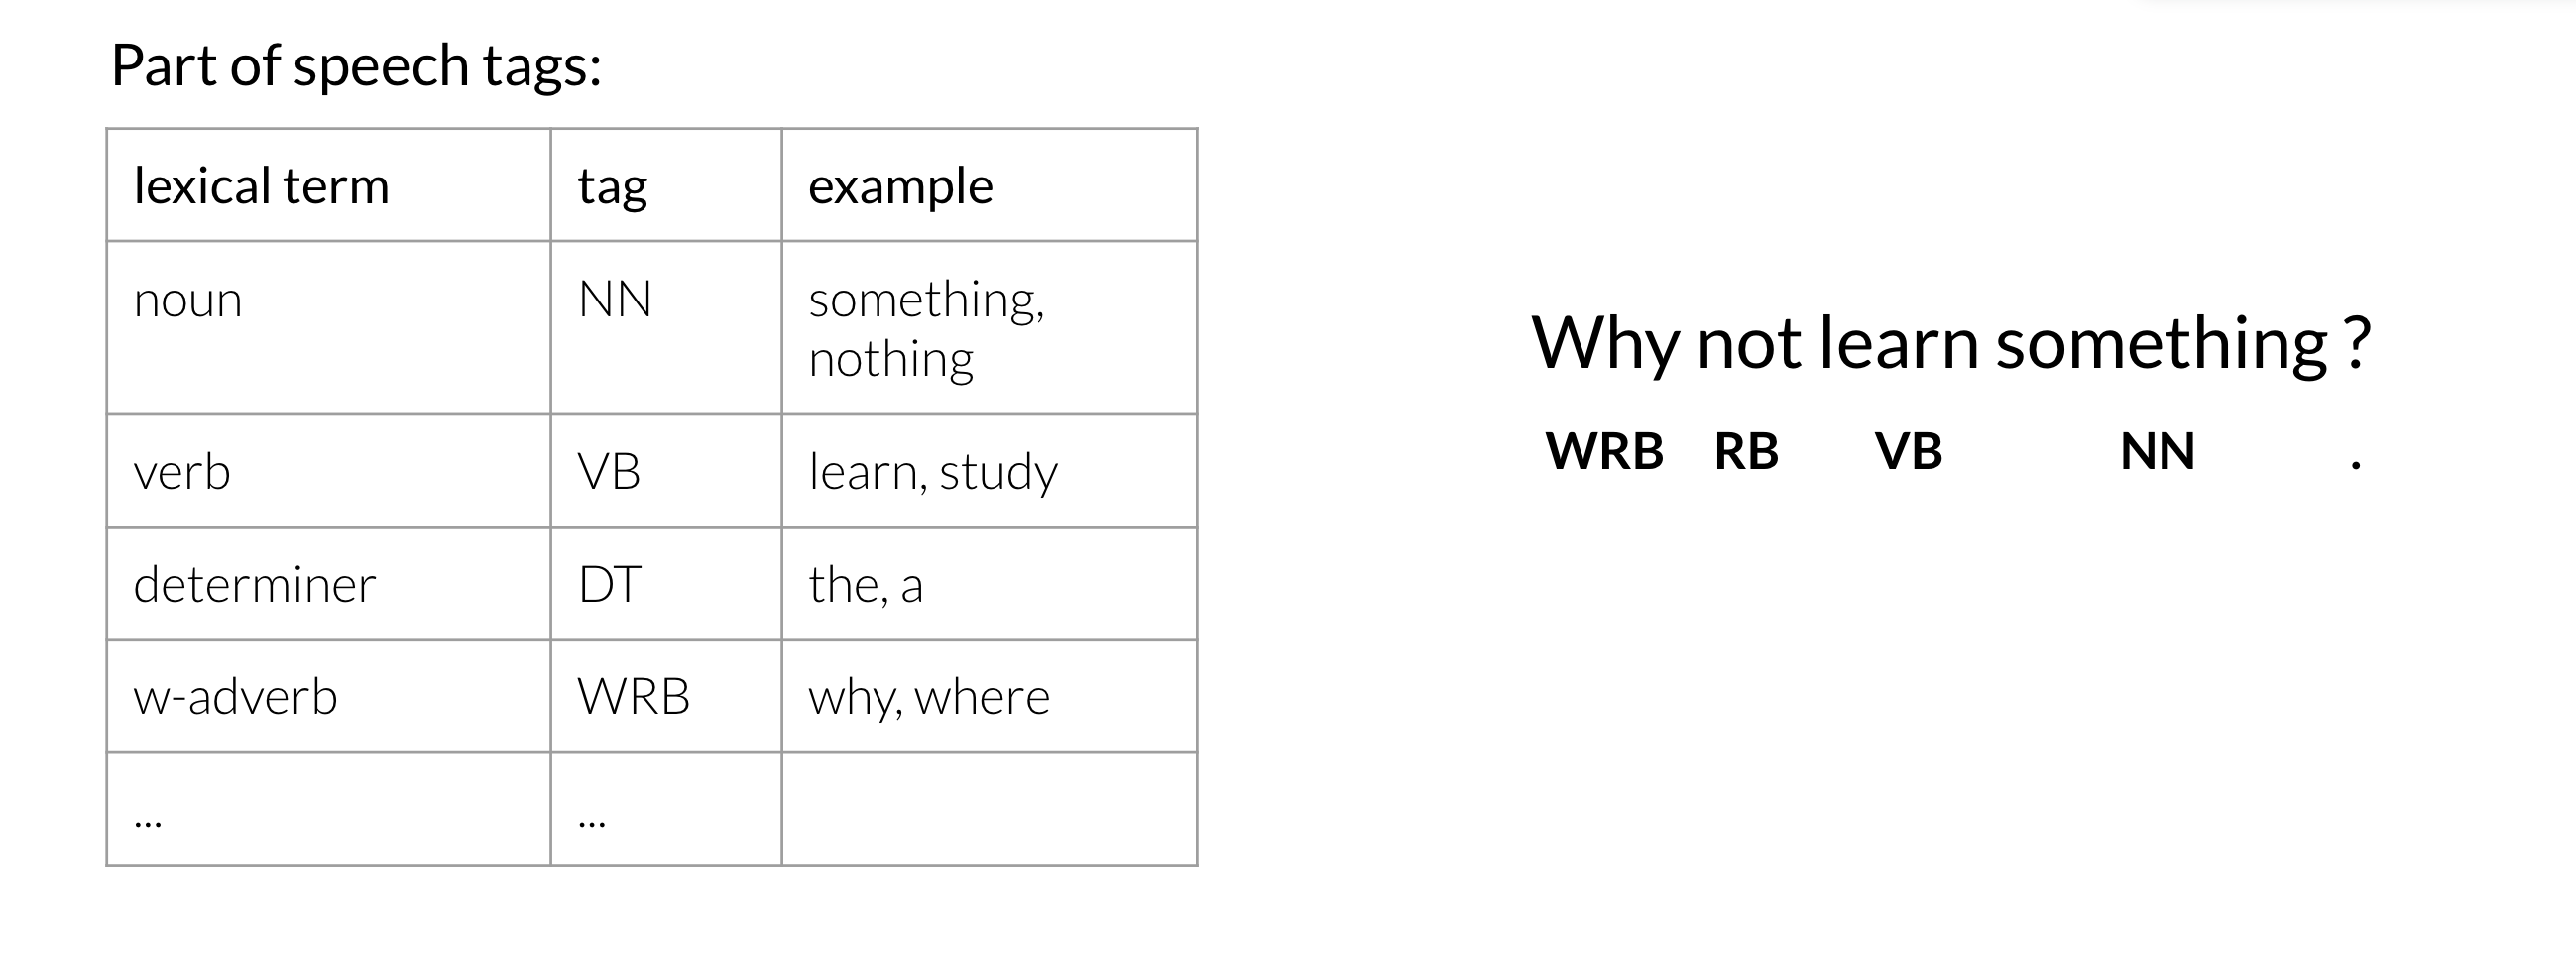 Part of speech tags:
lexical term tag example
noun NN something,
nothing
verb VB learn, study
determiner DT the, a
w-adverb WRB why, where
... ...
Why not learn something ?
WRB RB VB NN .